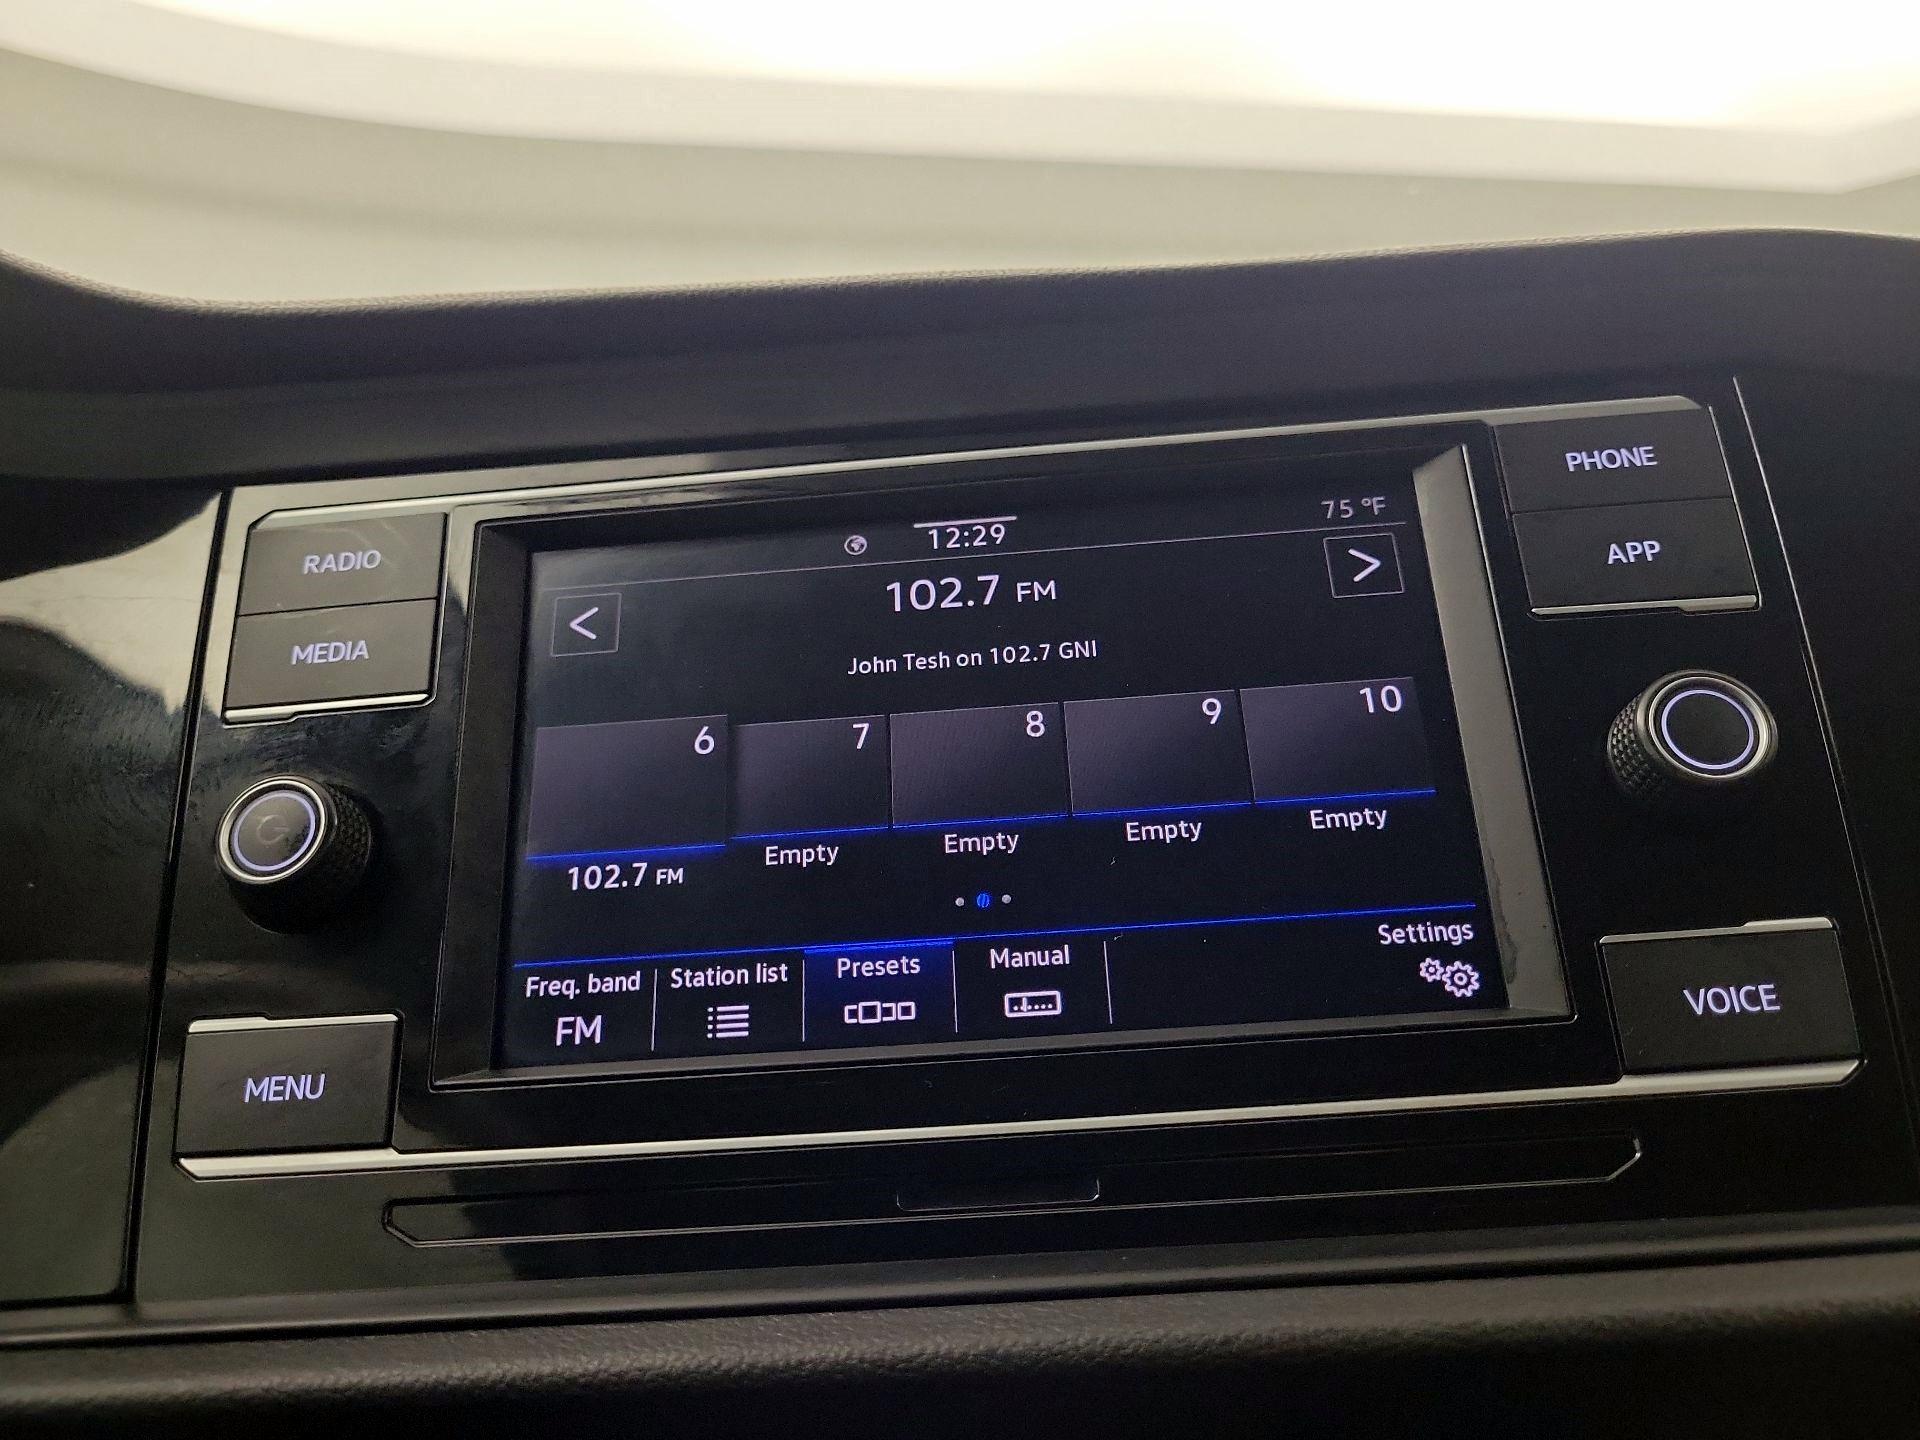 RADIO
MEDIA
MENU
12:29
75 °F
<
102.7 FM
>
John Tesh on 102.7 GNI
6
7
8
9
10
102.7 FM
Empty
Empty
Empty
Empty
Freq. band
FM
Station list
Presets
Manual
Settings
PHONE
APP
VOICE